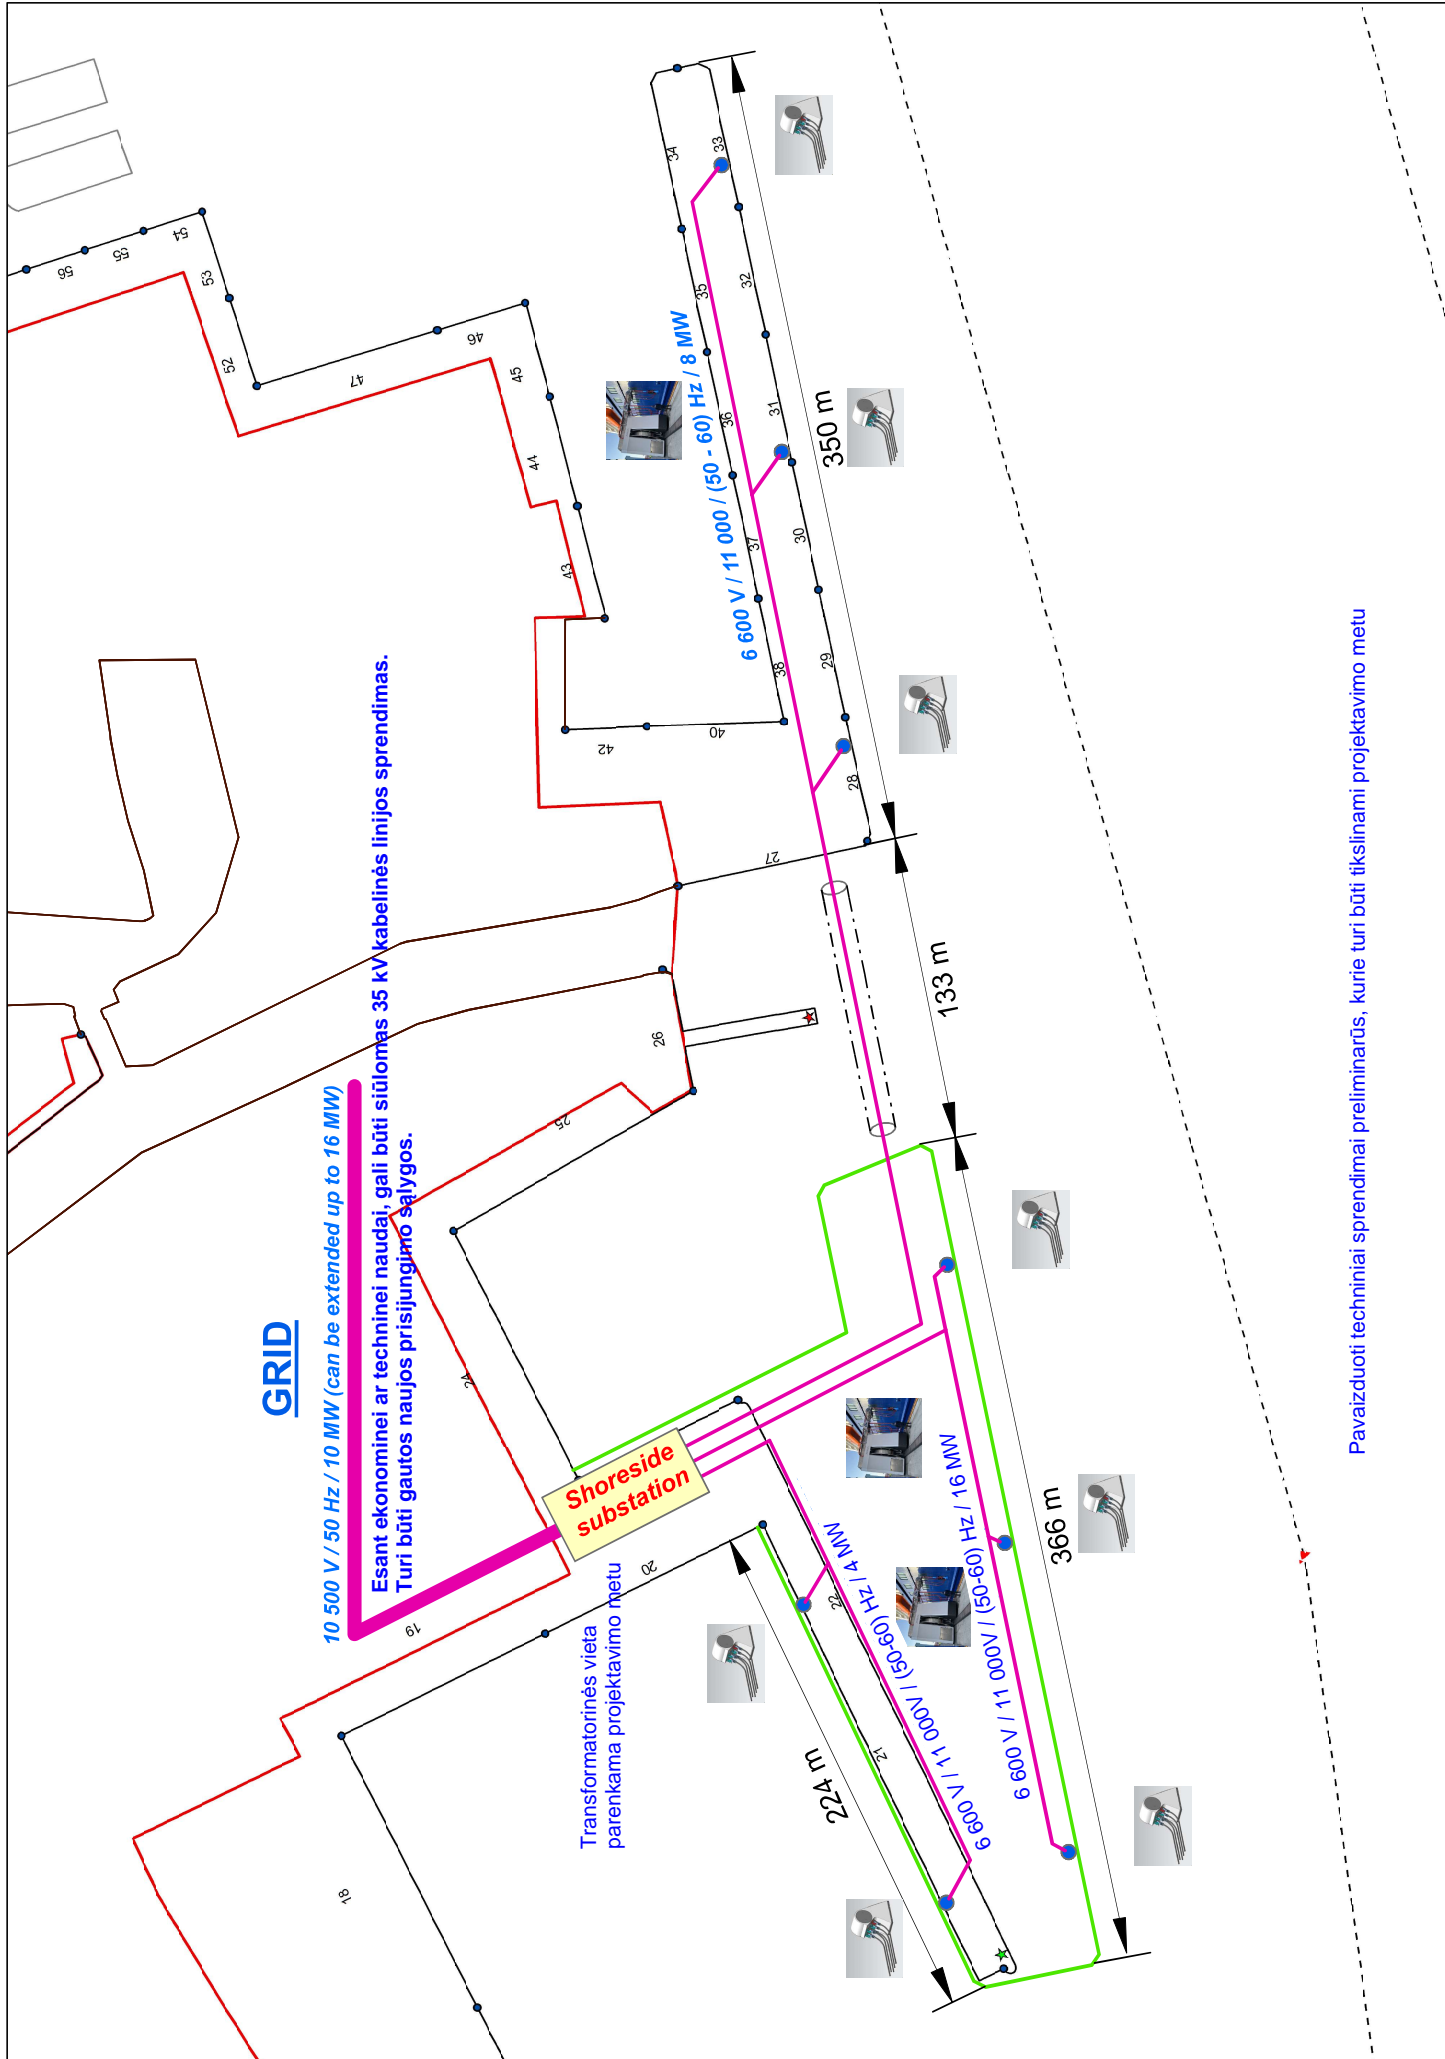 GRID
10 500 V / 50 Hz / 10 MW (can be extended up to 16 MW)
Esant ekonominei ar techninei naudai, gali būti siūlomas 35 kV kabelinės linijos sprendimas.
Turi būti gautos naujos prisijungimo sąlygos.
Shoreside
substation
Transformatorinės vieta
parenkama projektavimo metu
6 600 V / 11 000 / (50 - 60) Hz / 8 MW
6 600 V / 11 000V / (50-60) Hz / 4 MW
6 600 V / 11 000V / (50-60) Hz / 16 MW
224 m
366 m
133 m
350 m
18
19
20
21
22
24
25
26
27
28
29
30
31
32
33
34
35
36
37
38
40
42
43
44
45
46
47
52
53
54
55
56
Pavaizduoti techniniai sprendimai preliminarūs, kurie turi būti tikslinami projektavimo metu